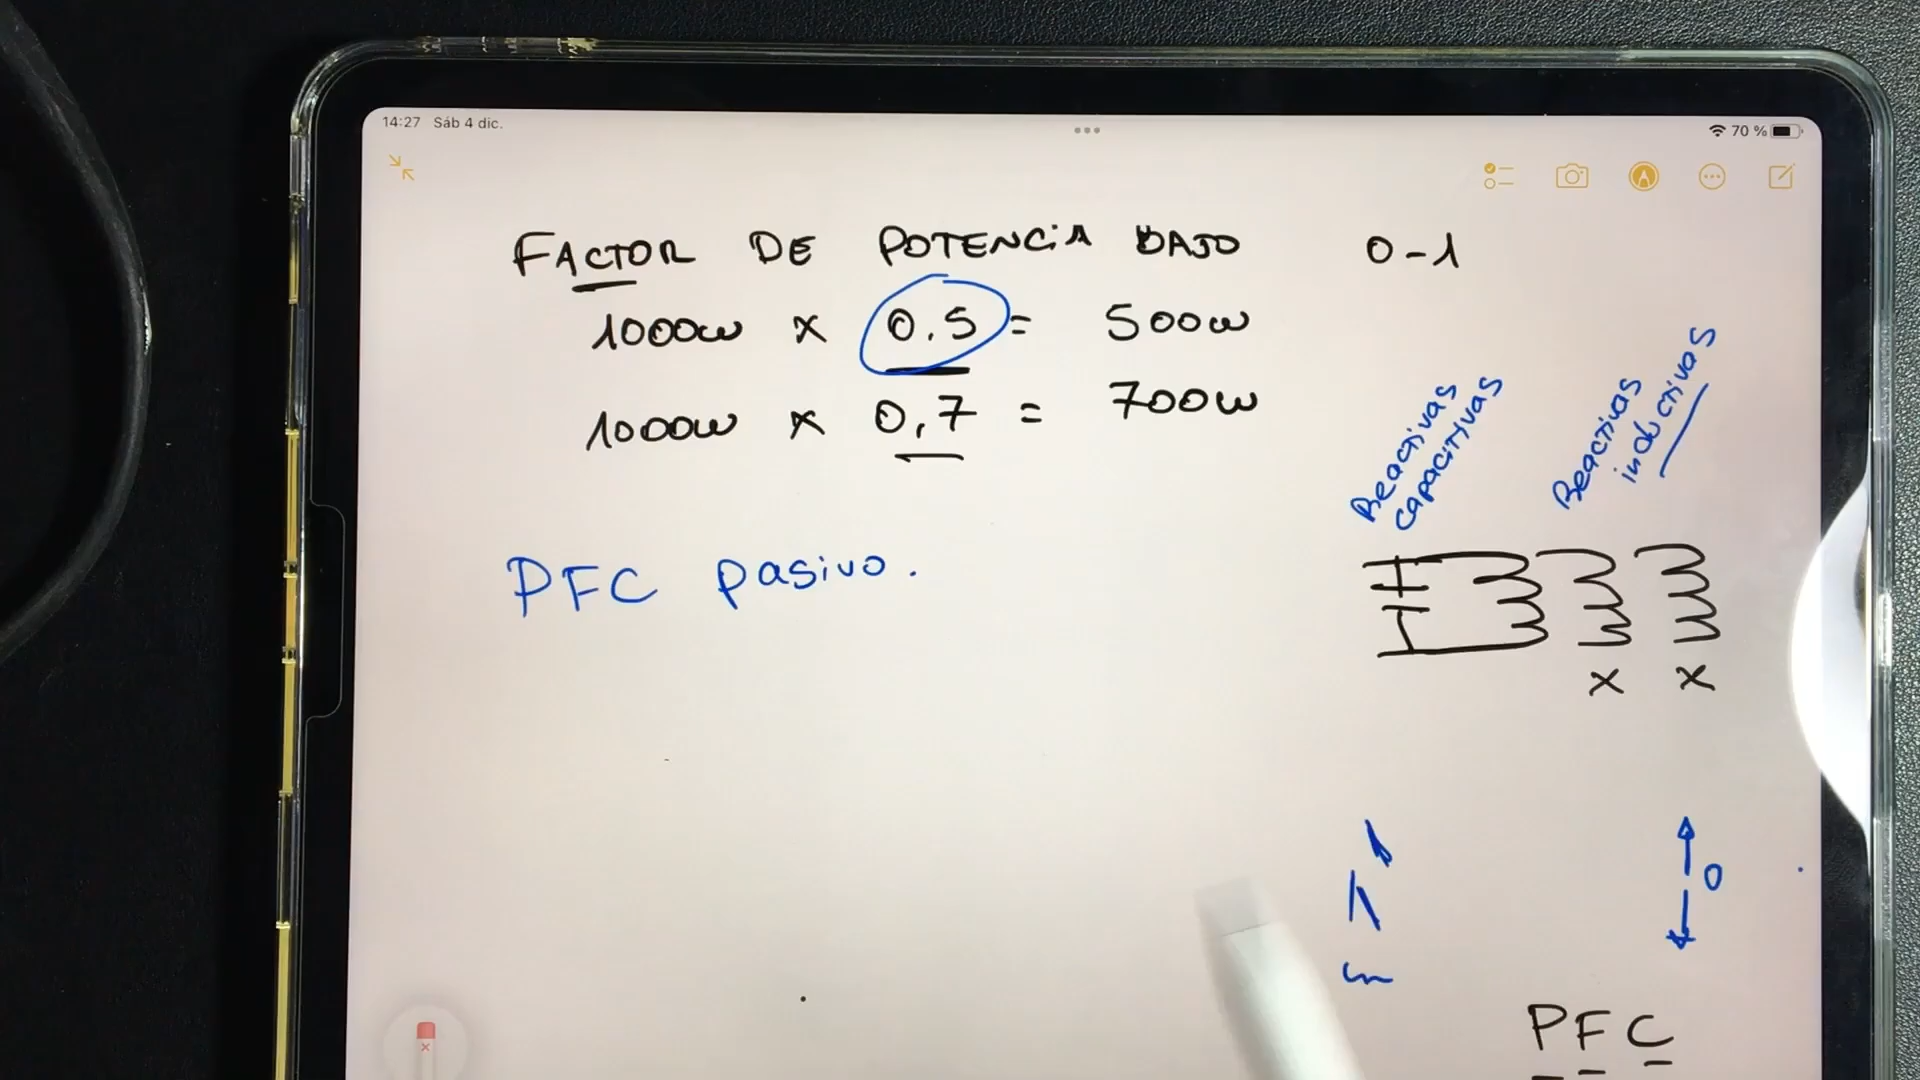 14:27 Sáb 4 dic.
70 %
FACTOR DE POTENCIA BAJO 0-1
1000w x 0.5 = 500w
1000w x 0,7 = 700w
Reactivas
capacitivas
Reactivas
inductivas
PFC pasivo.
x x
0
PFC